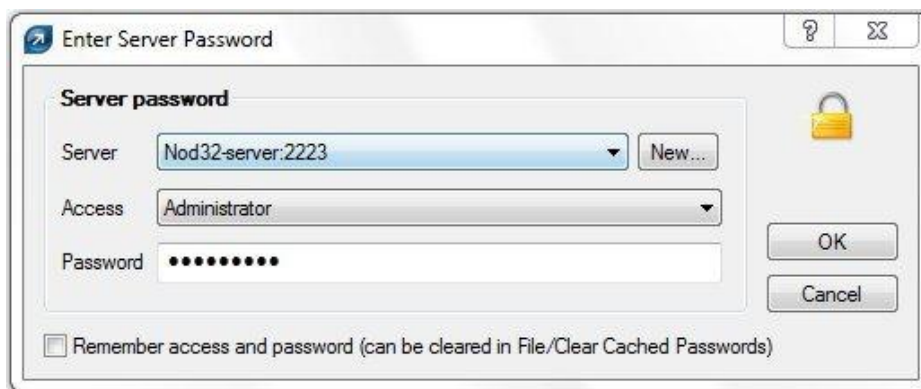 Enter Server Password
Server password
Server Nod32-server:2223 New...
Access Administrator
Password •••••••••
OK
Cancel
Remember access and password (can be cleared in File/Clear Cached Passwords)